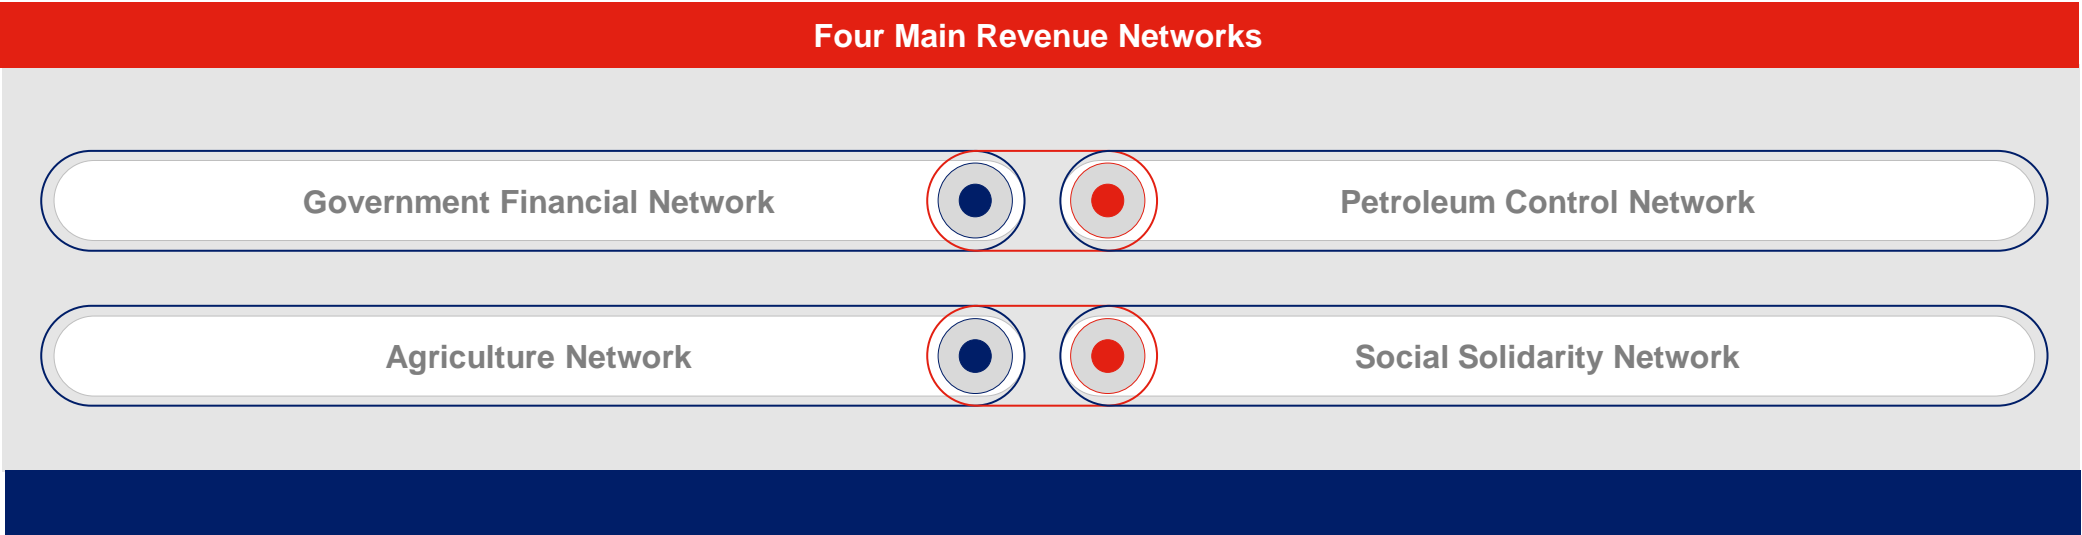 Four Main Revenue Networks
Government Financial Network
Petroleum Control Network
Agriculture Network
Social Solidarity Network